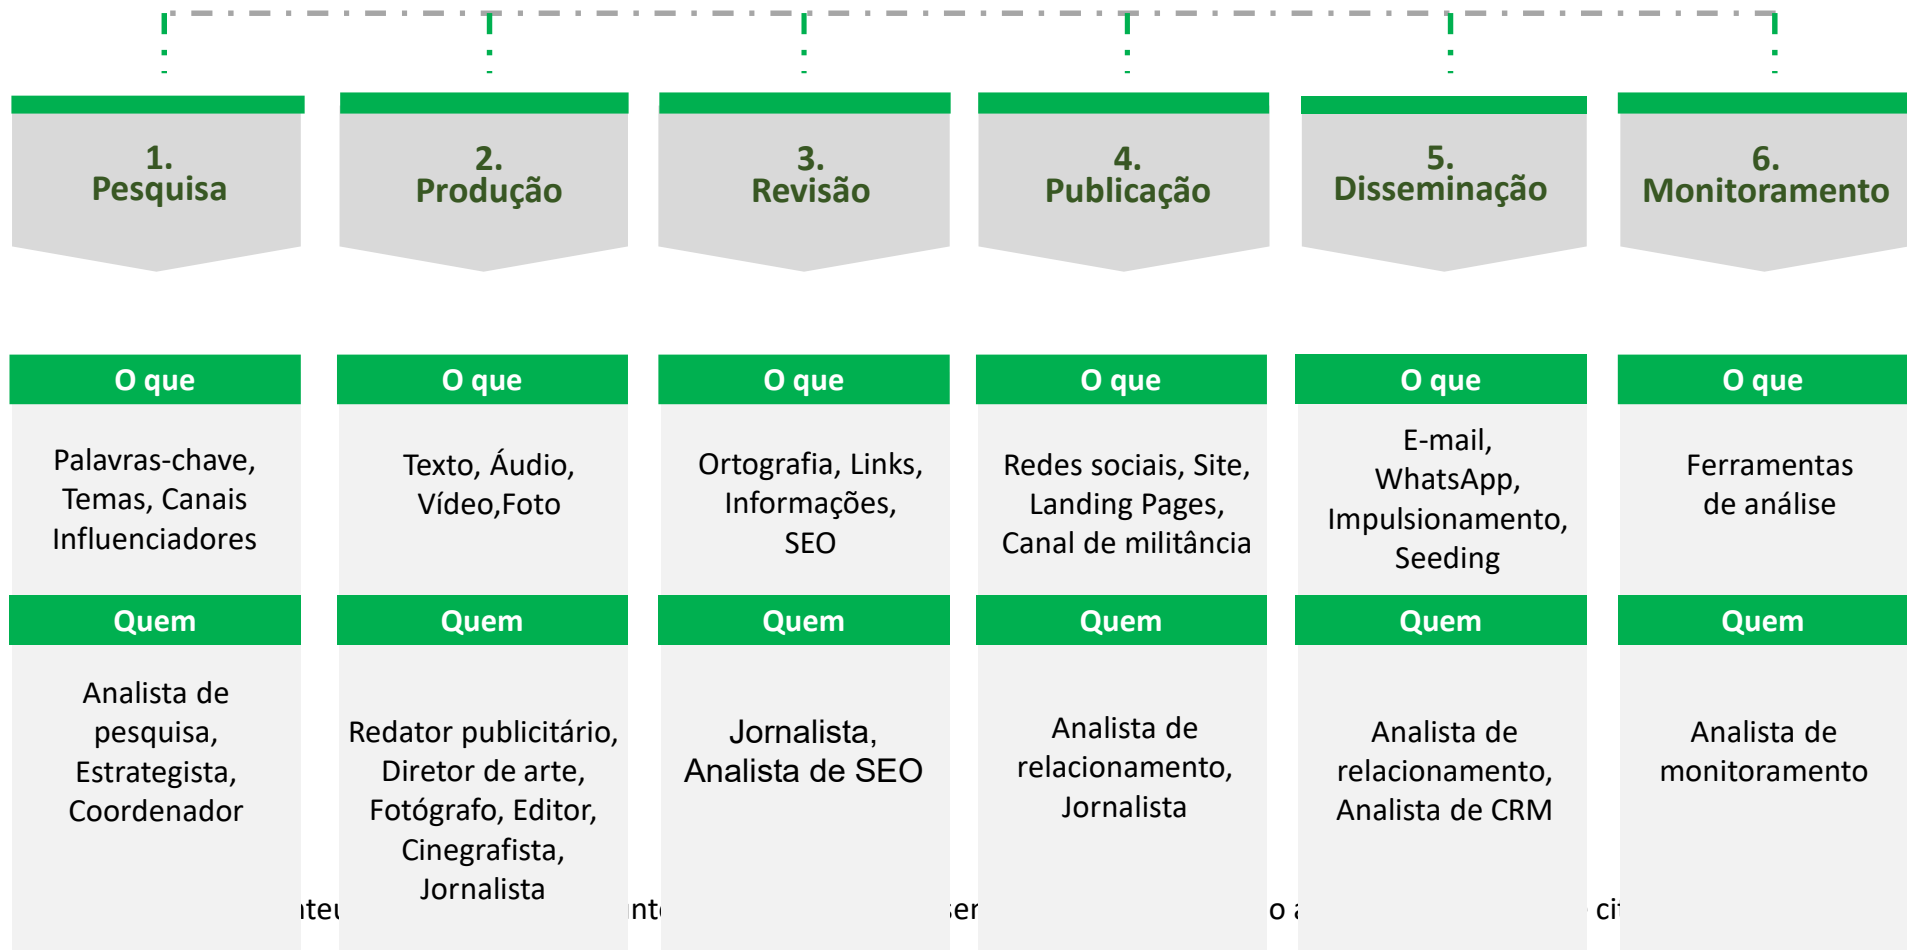 1.
Pesquisa
2.
Produção
3.
Revisão
4.
Publicação
5.
Disseminação
6.
Monitoramento
O que
Palavras-chave,
Temas, Canais
Influenciadores
O que
Texto, Áudio,
Vídeo,Foto
O que
Ortografia, Links,
Informações,
SEO
O que
Redes sociais, Site,
Landing Pages,
Canal de militância
O que
E-mail,
WhatsApp,
Impulsionamento,
Seeding
O que
Ferramentas
de análise
Quem
Analista de
pesquisa,
Estrategista,
Coordenador
Quem
Redator publicitário,
Diretor de arte,
Fotógrafo, Editor,
Cinegrafista,
Jornalista
Quem
Jornalista,
Analista de SEO
Quem
Analista de
relacionamento,
Jornalista
Quem
Analista de
relacionamento,
Analista de CRM
Quem
Analista de
monitoramento